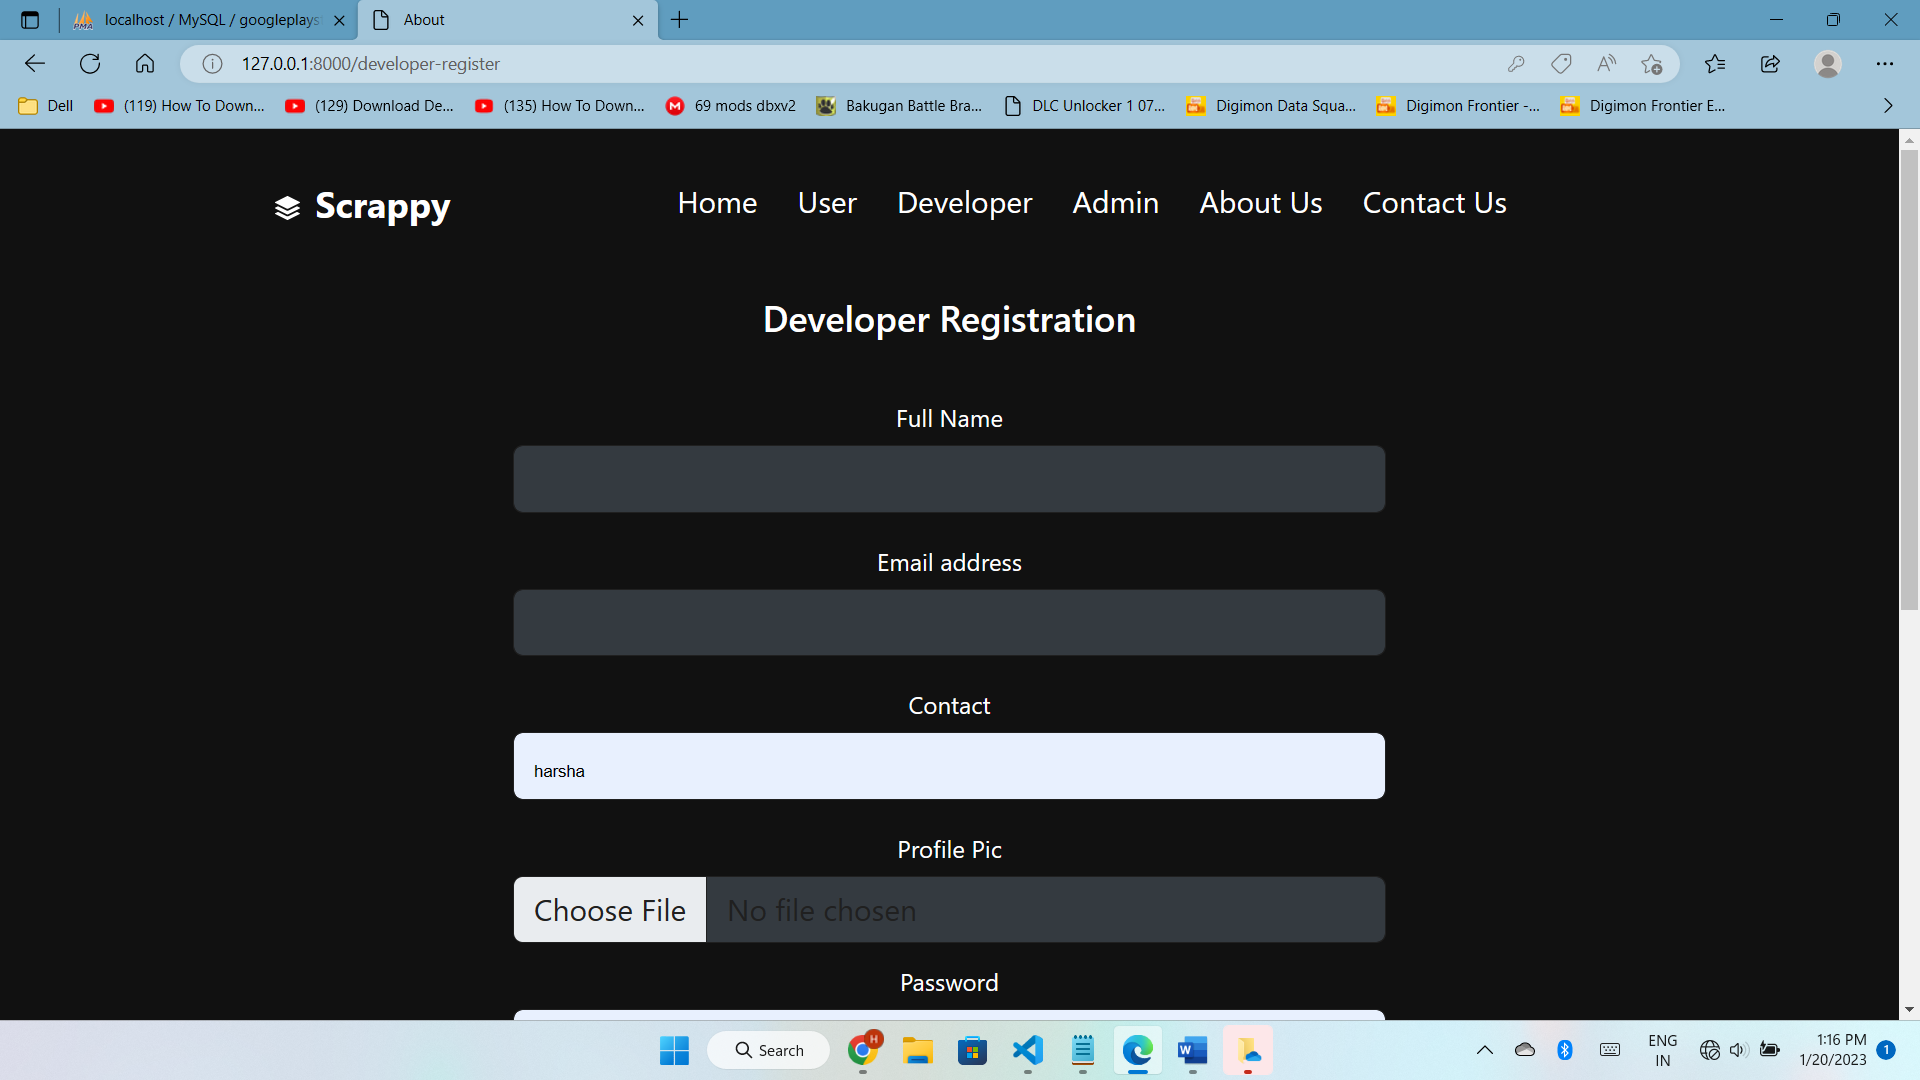 localhost / MySQL / googleplays
About
127.0.0.1:8000/developer-register
Dell
(119) How To Down...
(129) Download De...
(135) How To Down...
69 mods dbxv2
Bakugan Battle Bra...
DLC Unlocker 1 07...
Digimon Data Squa...
Digimon Frontier -...
Digimon Frontier E...
Scrappy
Home
User
Developer
Admin
About Us
Contact Us
Developer Registration
Full Name
Email address
Contact
harsha
Profile Pic
Choose File
No file chosen
Password
Search
H
ENG
IN
1:16 PM
1/20/2023
1